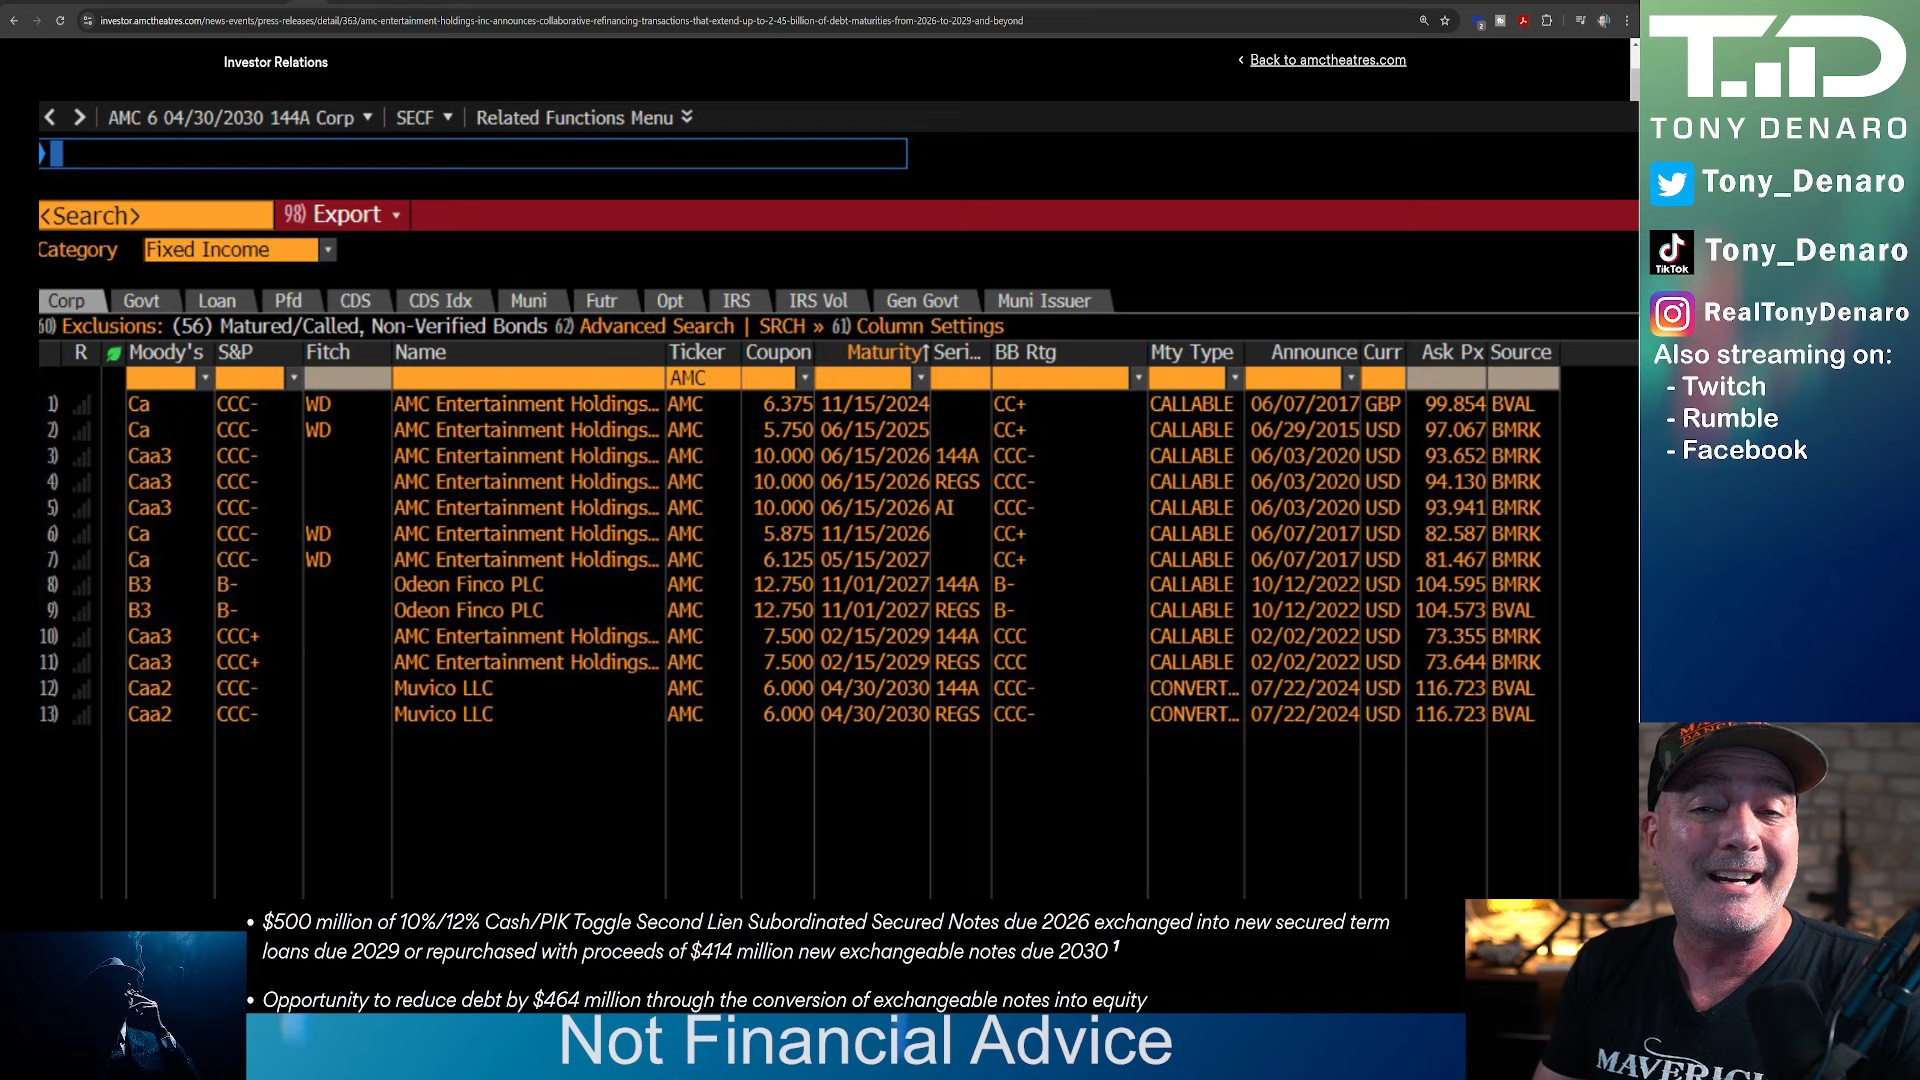 investor.amctheatres.com/news-events/press-releases/detail/363/amc-entertainment-holdings-inc-announces-collaborative-refinancing-transactions-that-extend-up-to-2-45-billion-of-debt-maturities-from-2026-to-2029-and-beyond
Investor Relations
Back to amctheatres.com
AMC 6 04/30/2030 144A Corp SECF Related Functions Menu
<Search> 98) Export
Category Fixed Income
Corp Govt Loan Pfd CDS CDS Idx Muni Futr Opt IRS IRS Vol Gen Govt Muni Issuer
60) Exclusions: (56) Matured/Called, Non-Verified Bonds 62) Advanced Search | SRCH » 61) Column Settings
R Moody's S&P Fitch Name Ticker Coupon Maturity↑ Seri... BB Rtg Mty Type Announce Curr Ask Px Source
AMC
1) Ca CCC- WD AMC Entertainment Holdings... AMC 6.375 11/15/2024 CC+ CALLABLE 06/07/2017 GBP 99.854 BVAL
2) Ca CCC- WD AMC Entertainment Holdings... AMC 5.750 06/15/2025 CC+ CALLABLE 06/29/2015 USD 97.067 BMRK
3) Caa3 CCC- AMC Entertainment Holdings... AMC 10.000 06/15/2026 144A CCC- CALLABLE 06/03/2020 USD 93.652 BMRK
4) Caa3 CCC- AMC Entertainment Holdings... AMC 10.000 06/15/2026 REGS CCC- CALLABLE 06/03/2020 USD 94.130 BMRK
5) Caa3 CCC- AMC Entertainment Holdings... AMC 10.000 06/15/2026 AI CCC- CALLABLE 06/03/2020 USD 93.941 BMRK
6) Ca CCC- WD AMC Entertainment Holdings... AMC 5.875 11/15/2026 CC+ CALLABLE 06/07/2017 USD 82.587 BMRK
7) Ca CCC- WD AMC Entertainment Holdings... AMC 6.125 05/15/2027 CC+ CALLABLE 06/07/2017 USD 81.467 BMRK
8) B3 B- Odeon Finco PLC AMC 12.750 11/01/2027 144A B- CALLABLE 10/12/2022 USD 104.595 BMRK
9) B3 B- Odeon Finco PLC AMC 12.750 11/01/2027 REGS B- CALLABLE 10/12/2022 USD 104.573 BVAL
10) Caa3 CCC+ AMC Entertainment Holdings... AMC 7.500 02/15/2029 144A CCC CALLABLE 02/02/2022 USD 73.355 BMRK
11) Caa3 CCC+ AMC Entertainment Holdings... AMC 7.500 02/15/2029 REGS CCC CALLABLE 02/02/2022 USD 73.644 BMRK
12) Caa2 CCC- Muvico LLC AMC 6.000 04/30/2030 144A CCC- CONVERT... 07/22/2024 USD 116.723 BVAL
13) Caa2 CCC- Muvico LLC AMC 6.000 04/30/2030 REGS CCC- CONVERT... 07/22/2024 USD 116.723 BVAL
• $500 million of 10%/12% Cash/PIK Toggle Second Lien Subordinated Secured Notes due 2026 exchanged into new secured term
loans due 2029 or repurchased with proceeds of $414 million new exchangeable notes due 2030 ¹
• Opportunity to reduce debt by $464 million through the conversion of exchangeable notes into equity
Not Financial Advice
TD
TONY DENARO
Tony_Denaro
TikTok
Tony_Denaro
RealTonyDenaro
Also streaming on:
- Twitch
- Rumble
- Facebook
MAVERICK